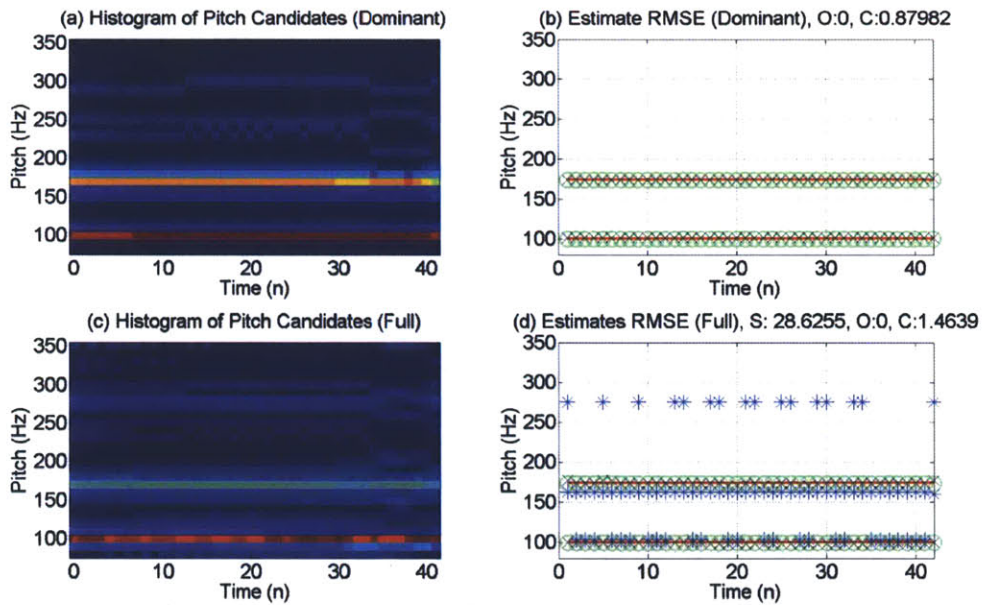 (a) Histogram of Pitch Candidates (Dominant)
350
300
250
200
150
100
Pitch (Hz)
0 10 20 30 40
Time (n)
(b) Estimate RMSE (Dominant), O:0, C:0.87982
350
300
250
200
150
100
Pitch (Hz)
0 10 20 30 40
Time (n)
(c) Histogram of Pitch Candidates (Full)
350
300
250
200
150
100
Pitch (Hz)
0 10 20 30 40
Time (n)
(d) Estimates RMSE (Full), S: 28.6255, O:0, C:1.4639
350
300
250
200
150
100
Pitch (Hz)
0 10 20 30 40
Time (n)